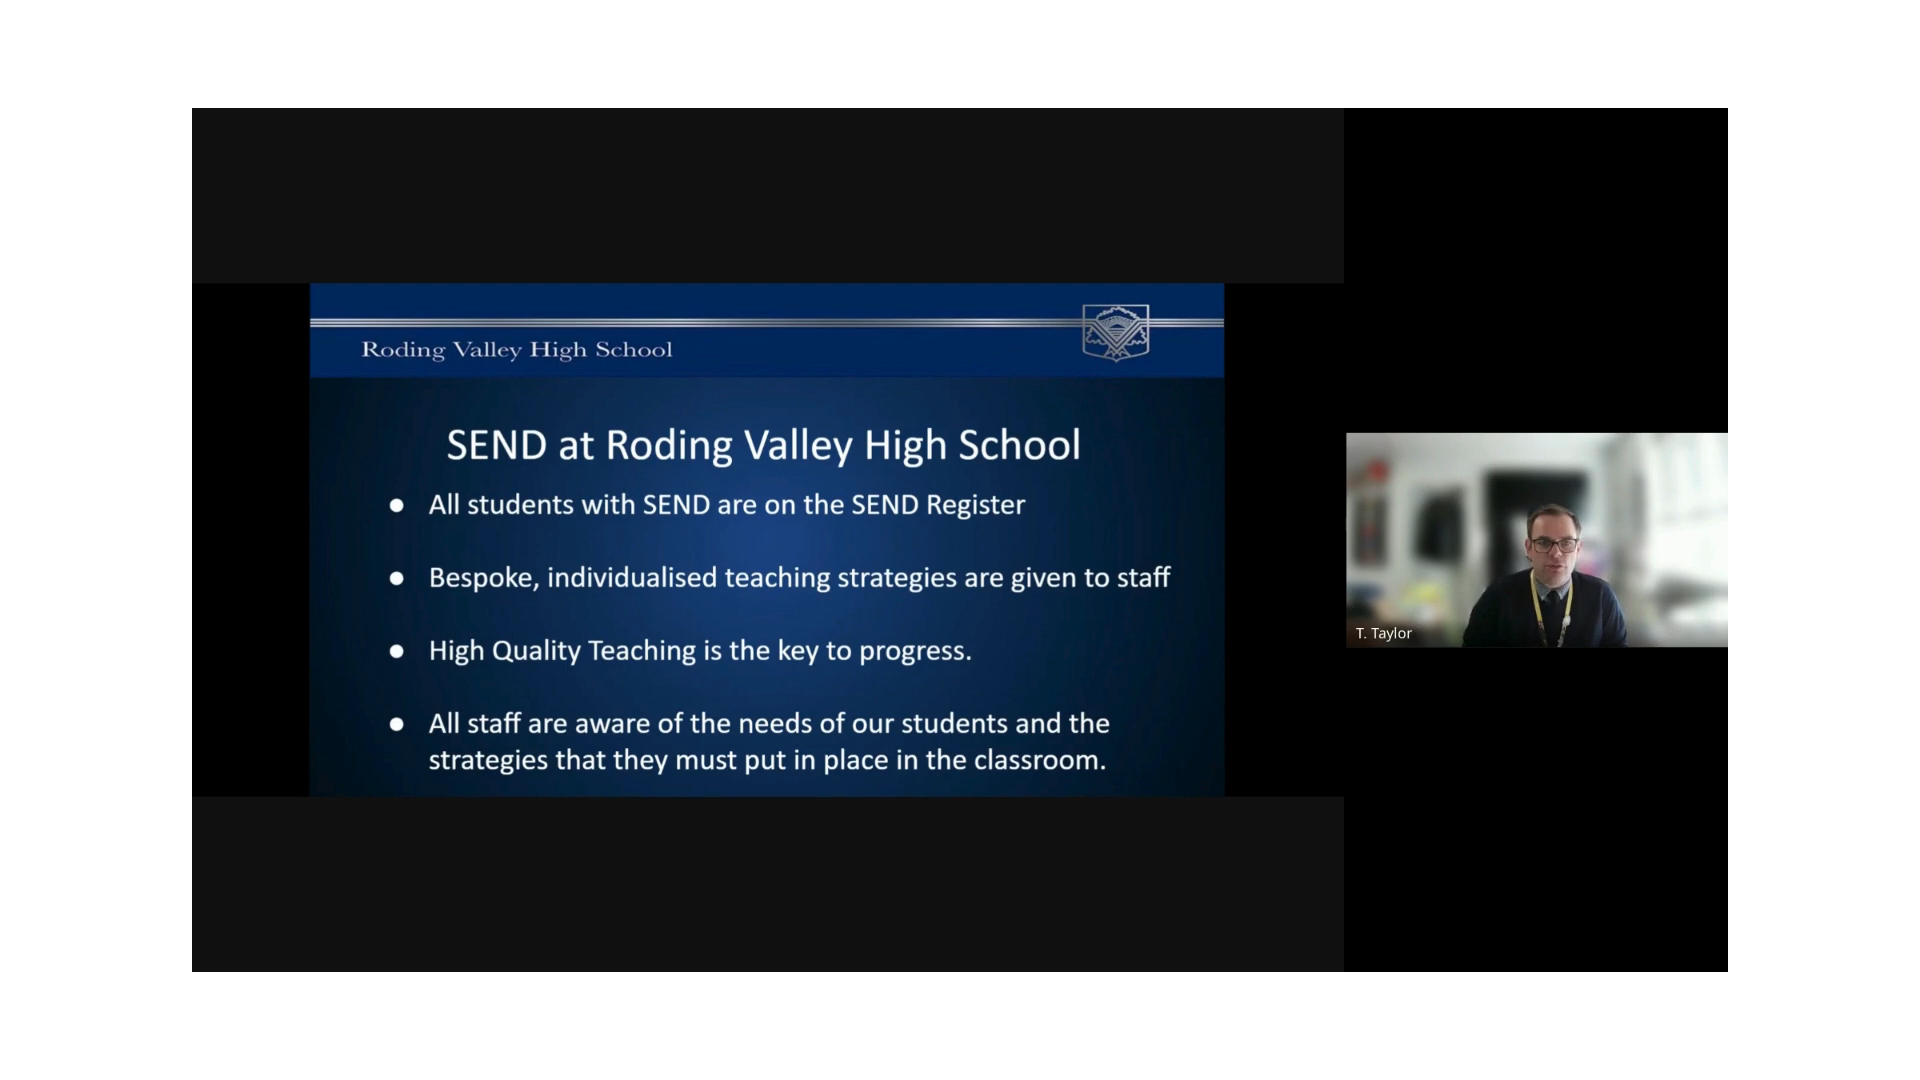 Roding Valley High School
SEND at Roding Valley High School
● All students with SEND are on the SEND Register
● Bespoke, individualised teaching strategies are given to staff
● High Quality Teaching is the key to progress.
● All staff are aware of the needs of our students and the
strategies that they must put in place in the classroom.
T. Taylor